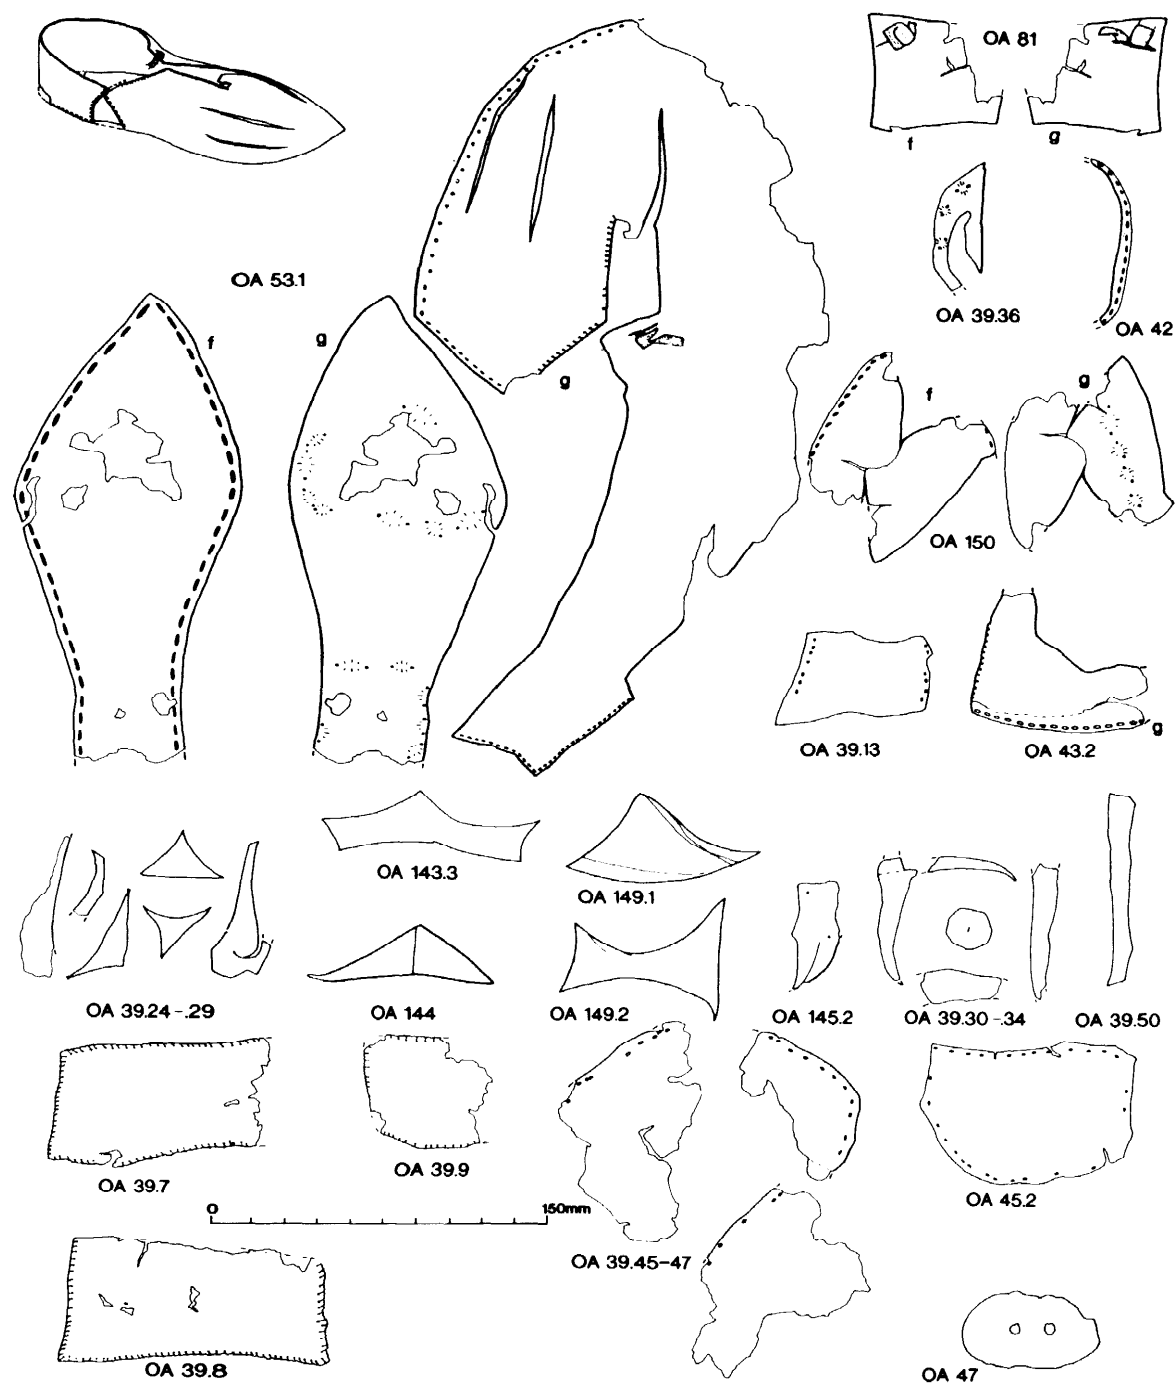 OA 81
f
g
OA 53.1
OA 39.36
OA 42
f
g
g
f
g
OA 150
OA 39.13
OA 43.2
g
OA 143.3
OA 149.1
OA 39.24-.29
OA 144
OA 149.2
OA 145.2
OA 39.30-.34
OA 39.50
OA 39.7
OA 39.9
OA 45.2
0
150mm
OA 39.45-47
OA 39.8
OA 47